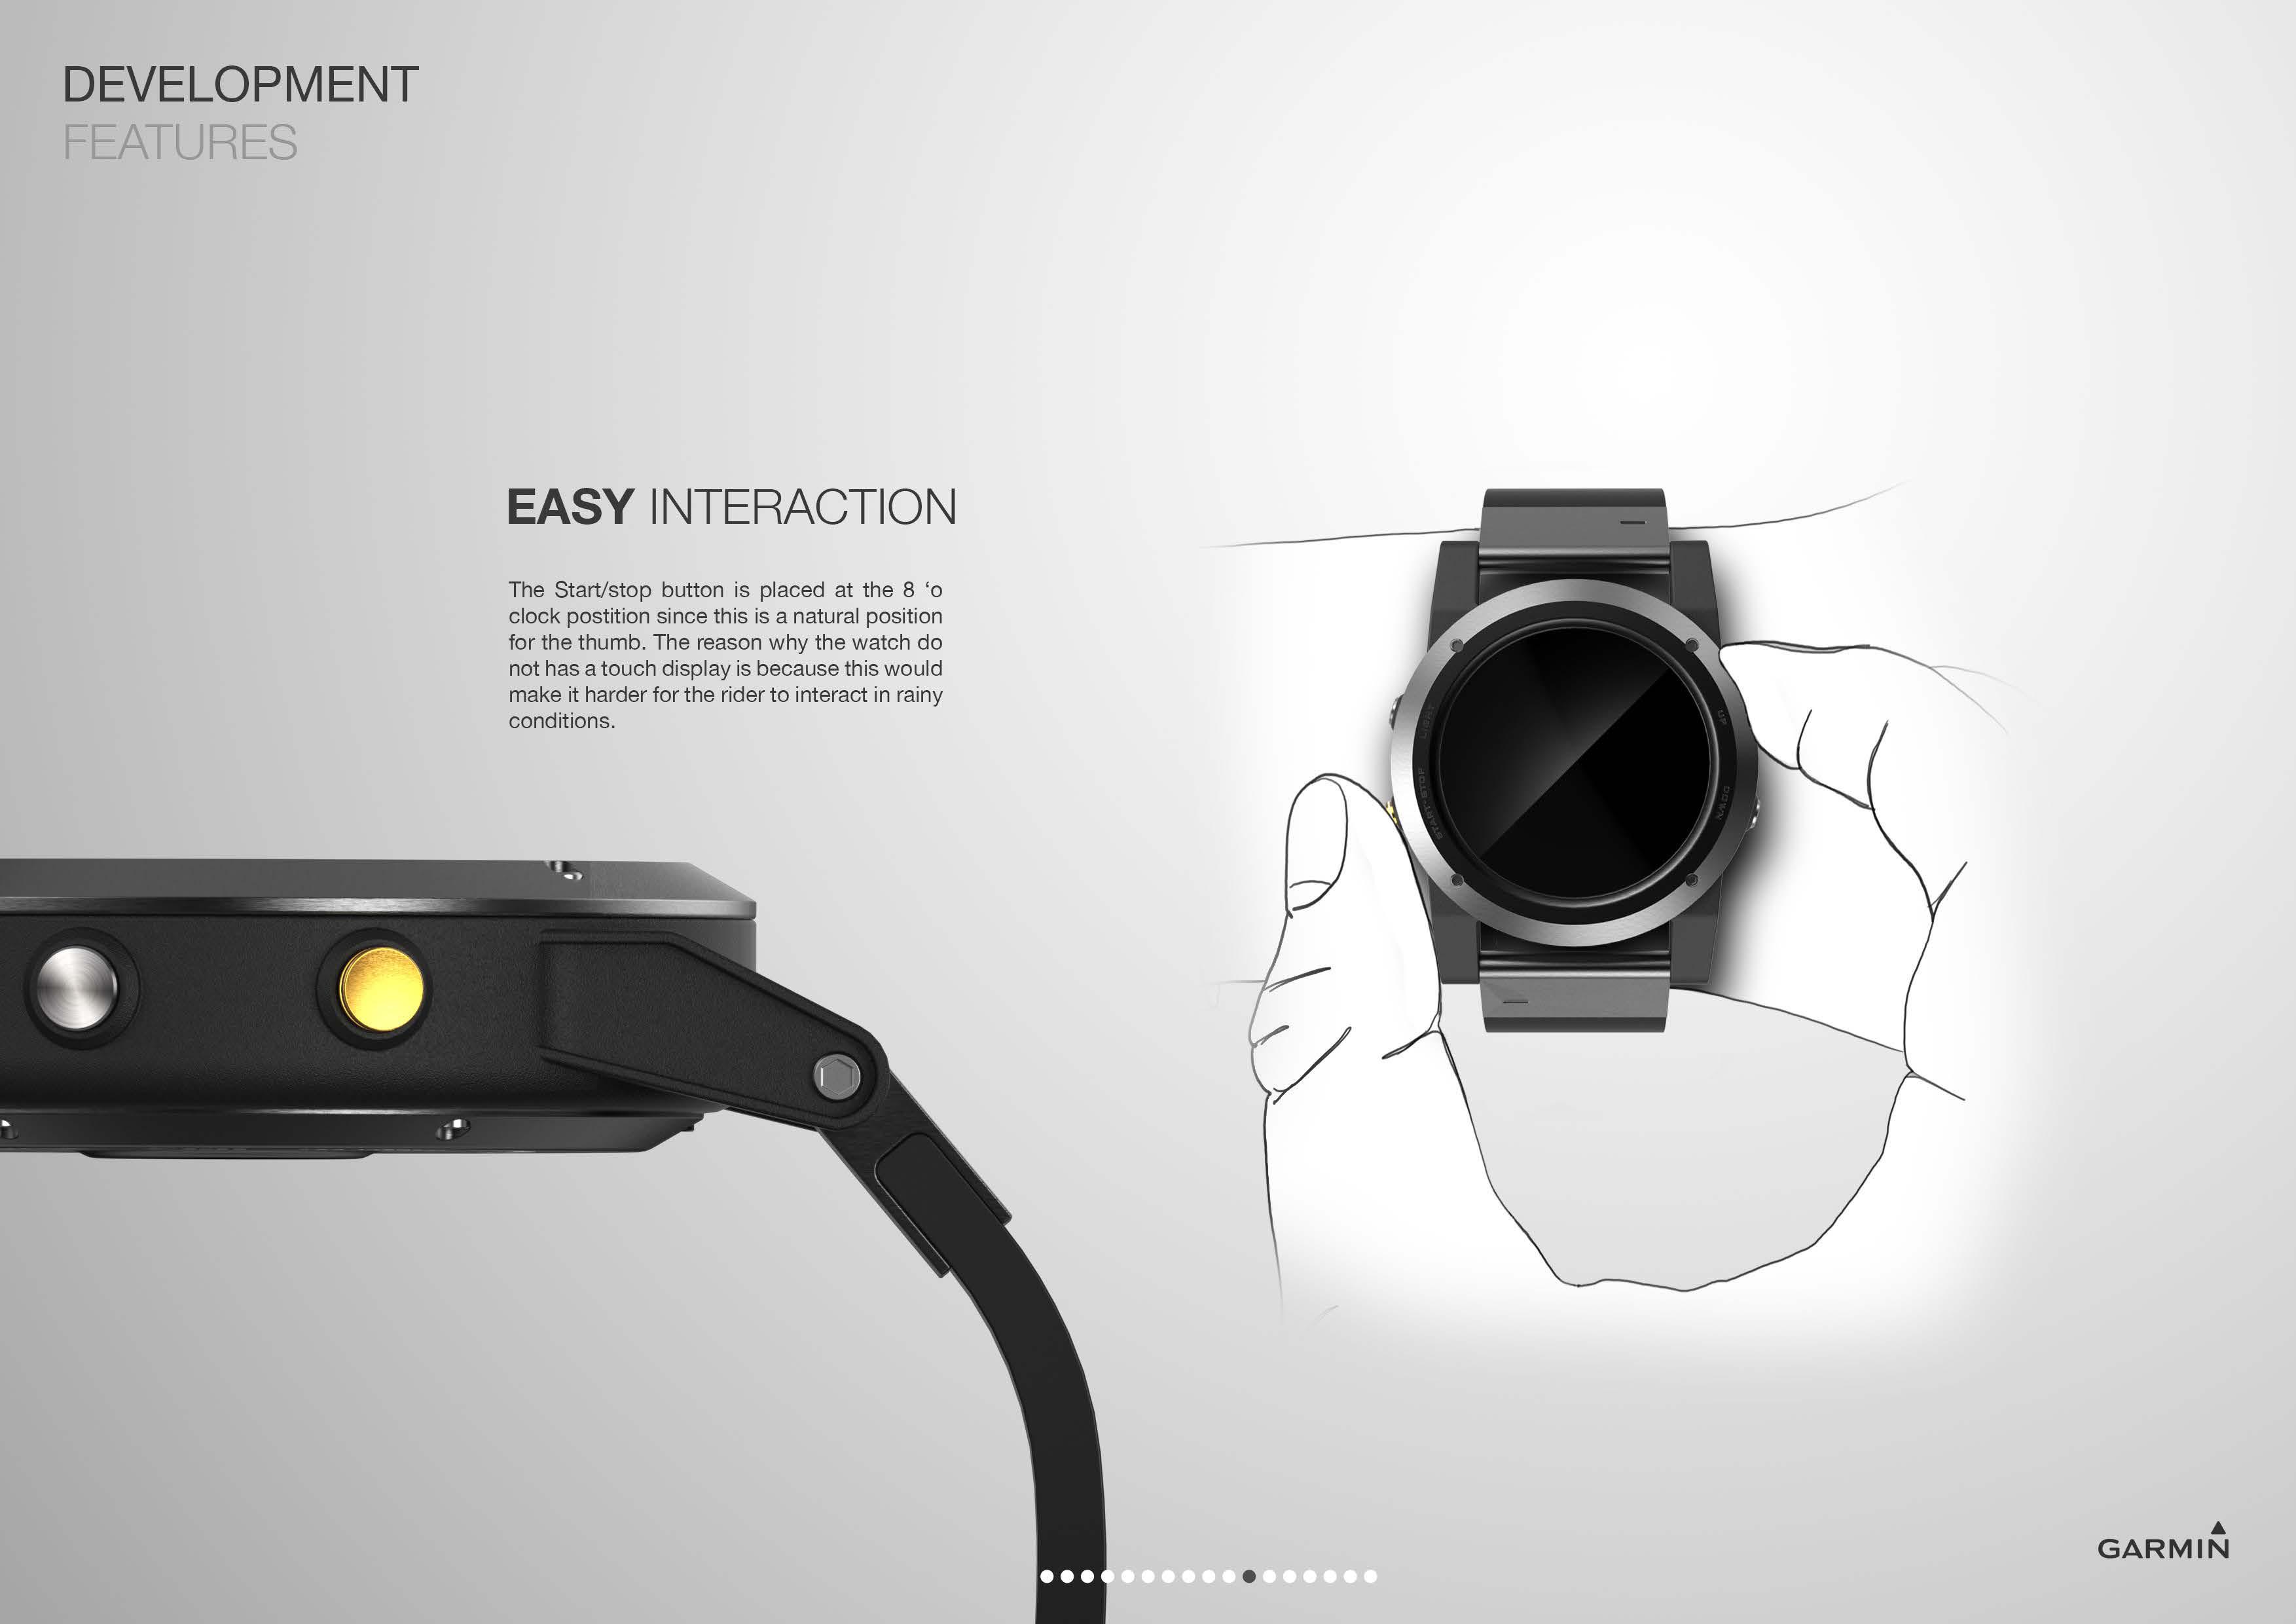 DEVELOPMENT
FEATURES
EASY INTERACTION
The Start/stop button is placed at the 8 ‘o
clock postition since this is a natural position
for the thumb. The reason why the watch do
not has a touch display is because this would
make it harder for the rider to interact in rainy
conditions.
LIGHT
UP
START-STOP
DOWN
GARMIN